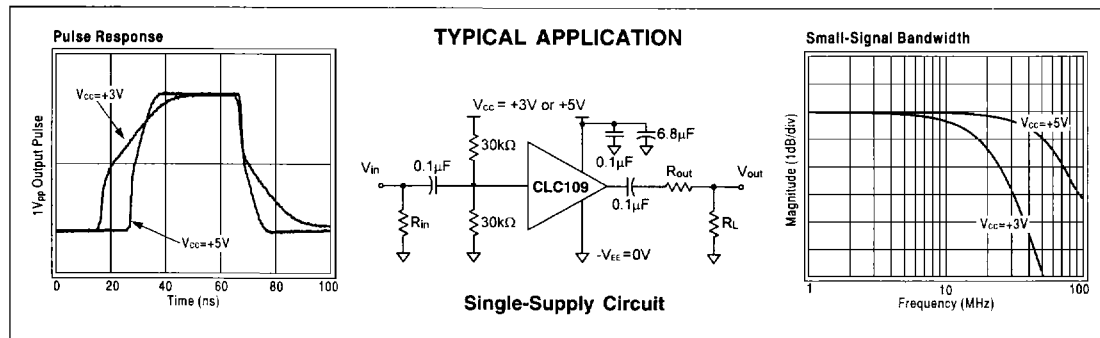 Pulse Response
1Vpp Output Pulse
Vcc=+3V
Vcc=+5V
0 20 40 60 80 100
Time (ns)
TYPICAL APPLICATION
Vcc = +3V or +5V
6.8µF
30kΩ
0.1µF
Vin
0.1µF
CLC109
Rout
Vout
0.1µF
Rin
30kΩ
RL
-VEE =0V
Single-Supply Circuit
Small-Signal Bandwidth
Magnitude (1dB/div)
Vcc=+5V
Vcc=+3V
1 10 100
Frequency (MHz)